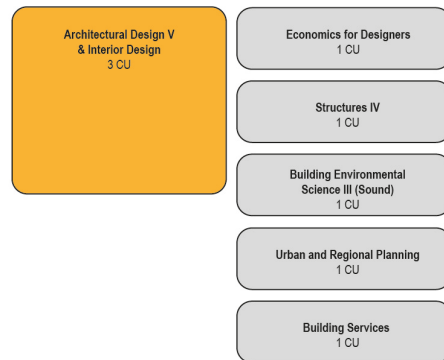 Architectural Design V
& Interior Design
3 CU
Economics for Designers
1 CU
Structures IV
1 CU
Building Environmental
Science III (Sound)
1 CU
Urban and Regional Planning
1 CU
Building Services
1 CU